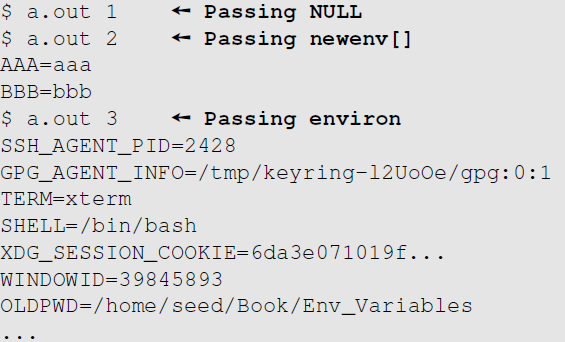 $ a.out 1 ← Passing NULL
$ a.out 2 ← Passing newenv[]
AAA=aaa
BBB=bbb
$ a.out 3 ← Passing environ
SSH_AGENT_PID=2428
GPG_AGENT_INFO=/tmp/keyring-l2UoOe/gpg:0:1
TERM=xterm
SHELL=/bin/bash
XDG_SESSION_COOKIE=6da3e071019f...
WINDOWID=39845893
OLDPWD=/home/seed/Book/Env_Variables
...